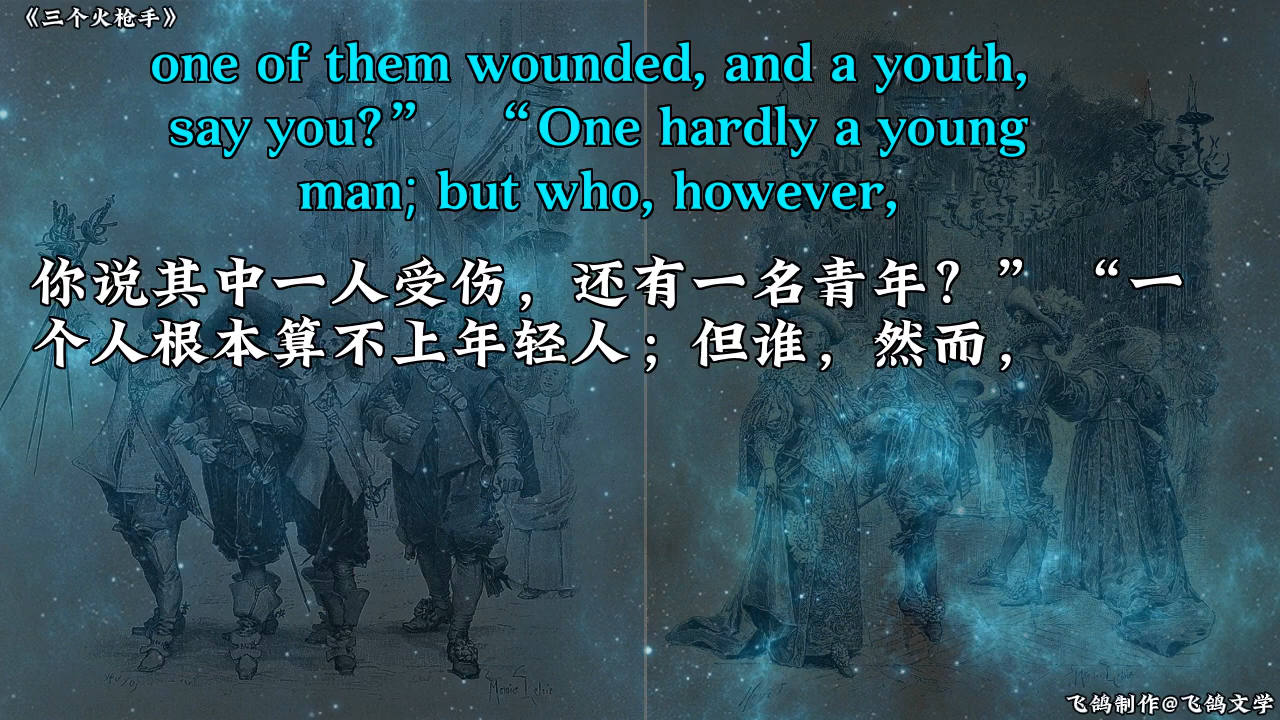 《三个火枪手》
one of them wounded, and a youth,
say you?” “One hardly a young
man; but who, however,
你说其中一人受伤，还有一名青年？” “一
个人根本算不上年轻人；但谁，然而，
飞鸽制作@飞鸽文学